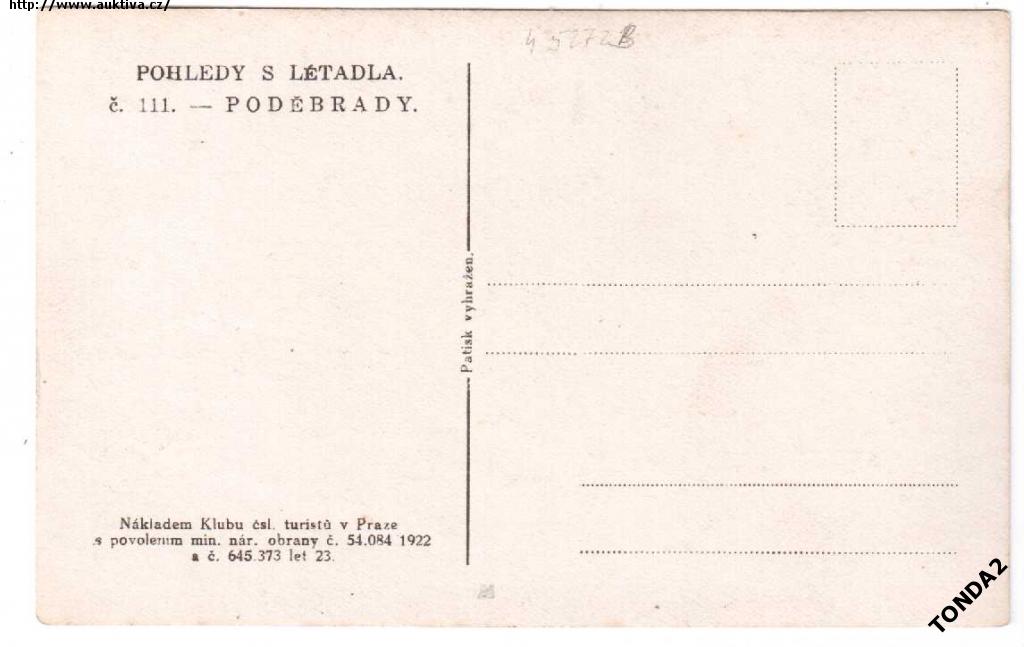 http://www.auktiva.cz/
POHLEDY S LÉTADLA.
č. 111. — PODĚBRADY.
Patisk vyhražen.
Nákladem Klubu čsl. turistů v Praze
s povolením min. nár. obrany č. 54.084 1922
a č. 645.373 let 23.
TONDA2